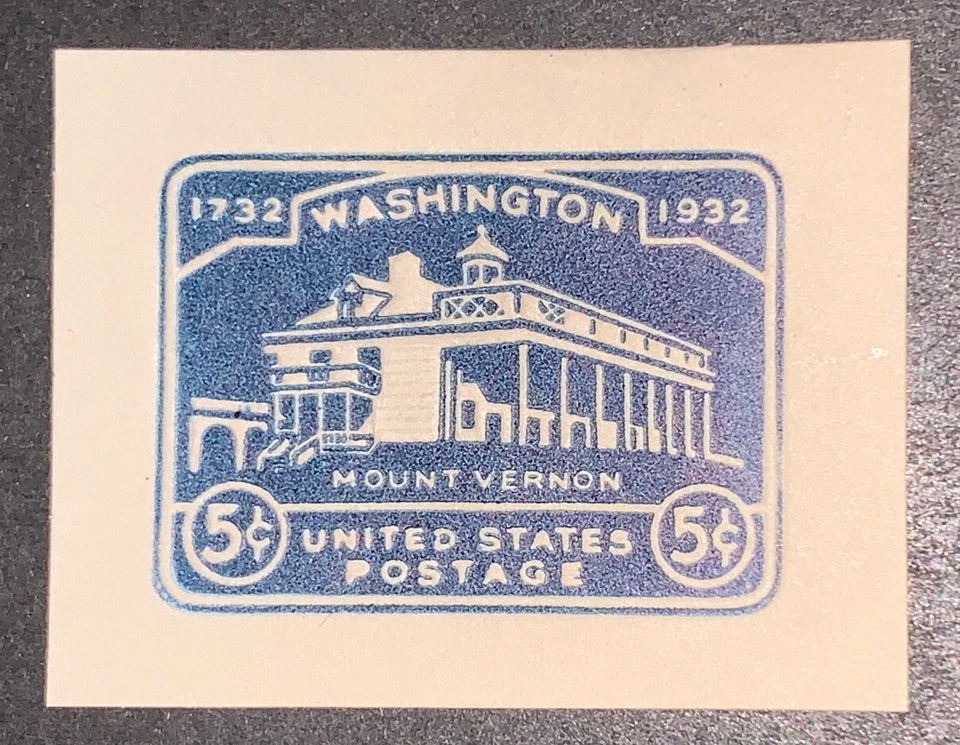 1732 WASHINGTON 1932
MOUNT VERNON
5¢ UNITED STATES 5¢
POSTAGE